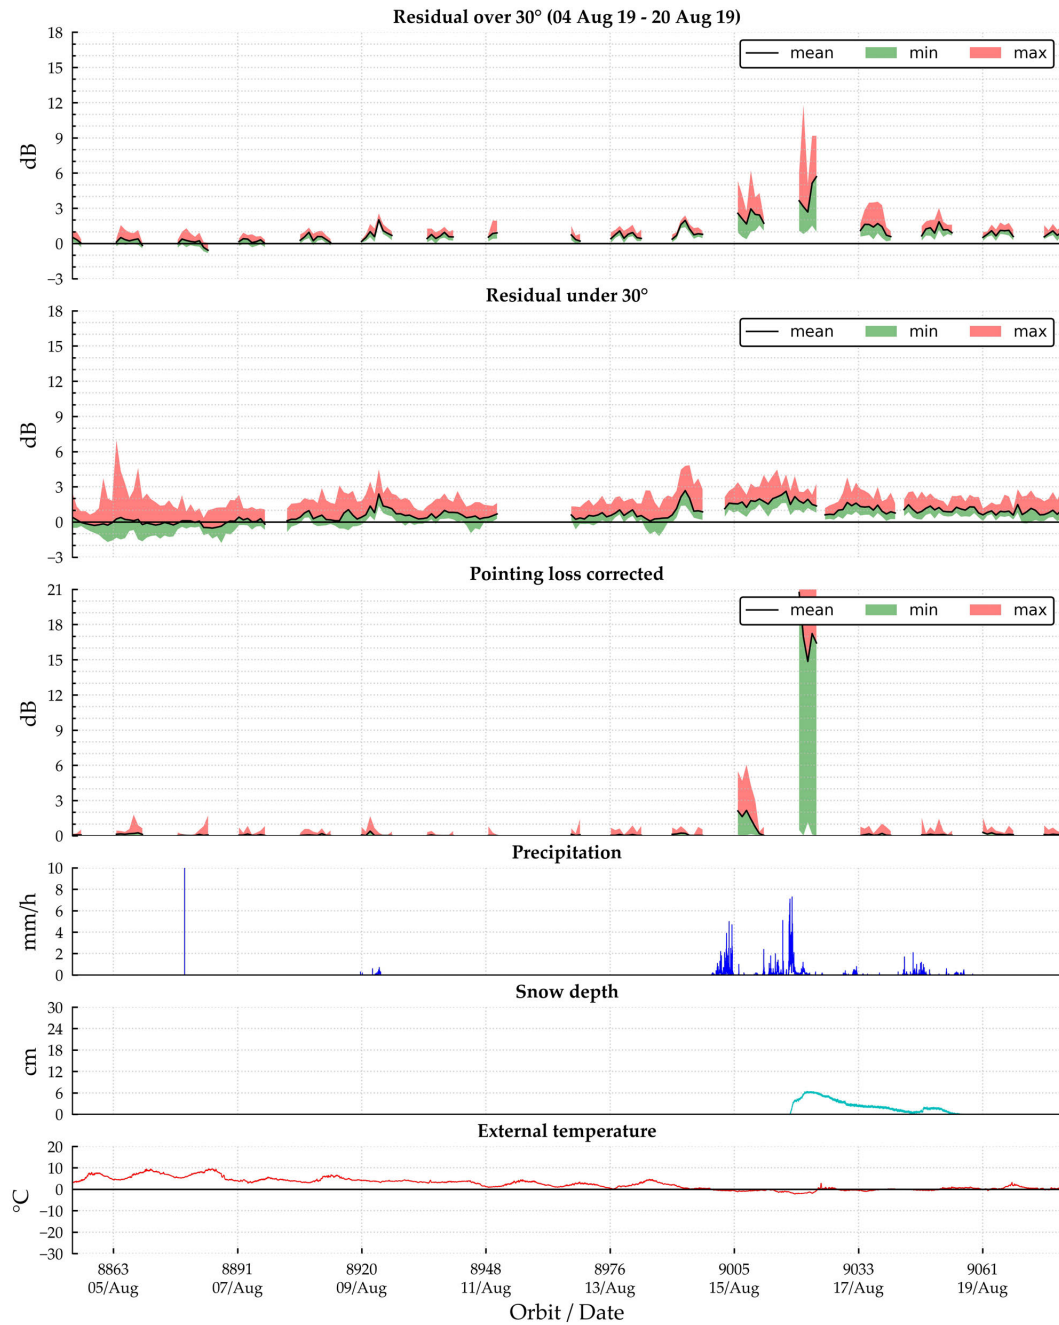 Residual over 30° (04 Aug 19 - 20 Aug 19)
18
15
12
9
6
3
0
−3
dB
mean min max
Residual under 30°
18
15
12
9
6
3
0
−3
dB
mean min max
Pointing loss corrected
21
18
15
12
9
6
3
0
dB
mean min max
Precipitation
10
8
6
4
2
0
mm/h
Snow depth
30
24
18
12
6
0
cm
External temperature
20
10
0
−10
−20
−30
°C
8863 8891 8920 8948 8976 9005 9033 9061
05/Aug 07/Aug 09/Aug 11/Aug 13/Aug 15/Aug 17/Aug 19/Aug
Orbit / Date